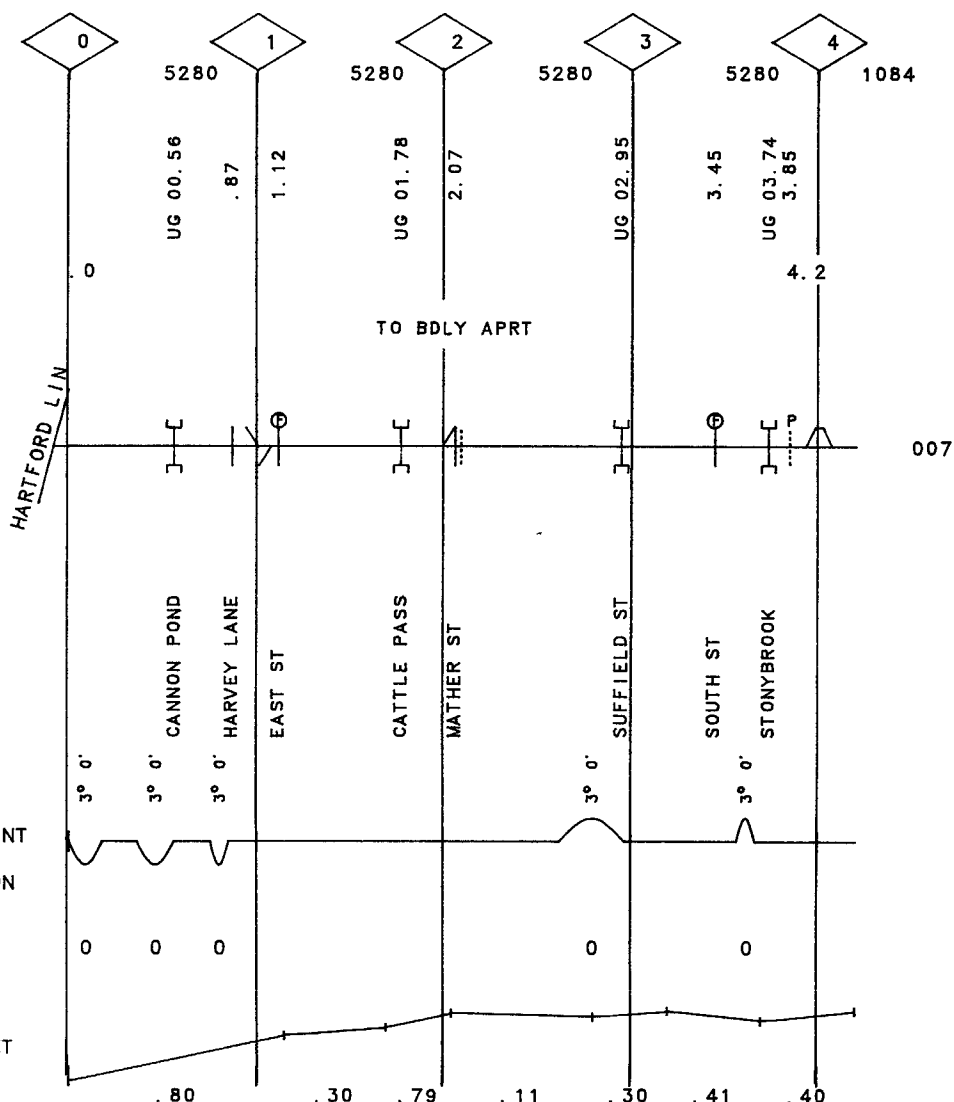 0 1 2 3 4
5280 5280 5280 5280 1084
UG 00.56
.87
1.12
UG 01.78
2.07
UG 02.95
3.45
UG 03.74
3.85
.0
4.2
TO BDLY APRT
HARTFORD LIN
F
F
P
007
CANNON POND
HARVEY LANE
EAST ST
CATTLE PASS
MATHER ST
SUFFIELD ST
SOUTH ST
STONYBROOK
3° 0' 3° 0' 3° 0' 3° 0' 3° 0'
NT
ON
0 0 0 0 0
ET
.80 .30 .79 .11 .30 .41 .40